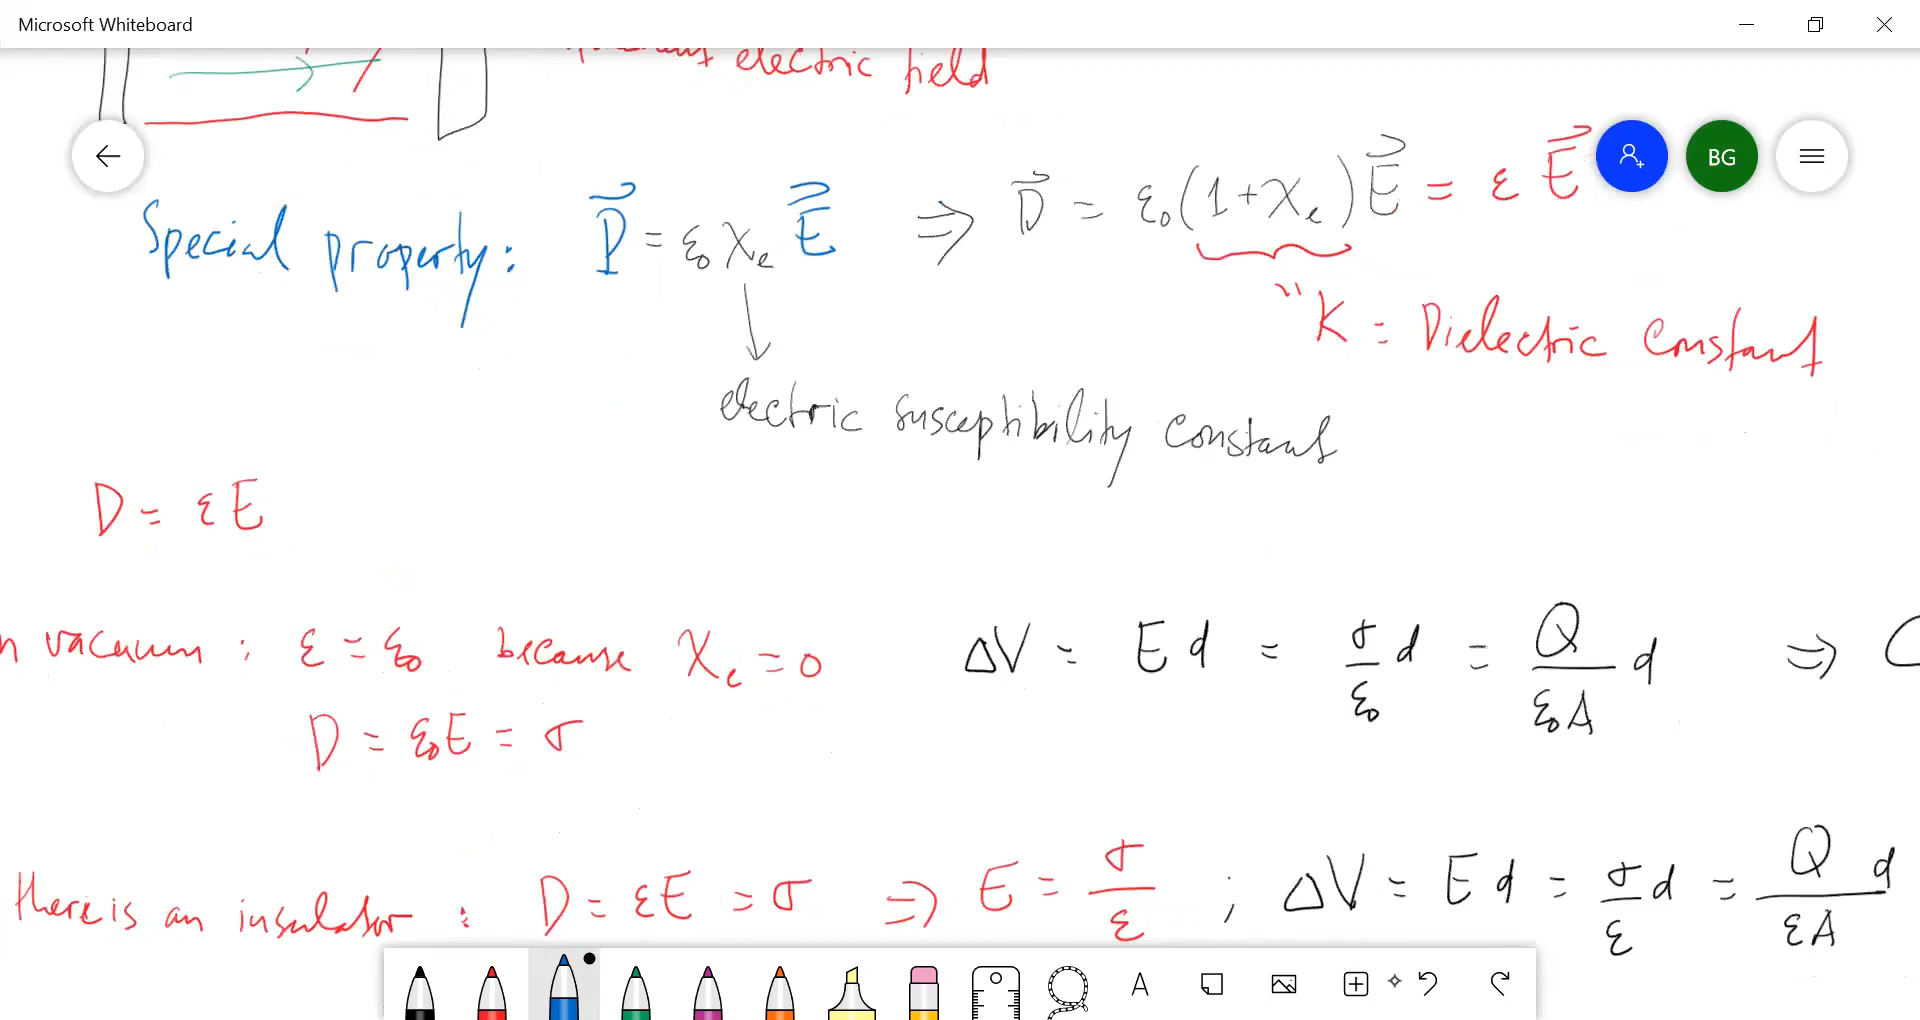 Microsoft Whiteboard
electric field
BG
Special property: P⃗ = ε₀ χₑ E⃗ ⇒ D⃗ = ε₀(1+χₑ)E⃗ = ε E⃗
" K = Dielectric Constant
electric susceptibility constant
D = εE
n vacuum : ε = ε₀ because χₑ = 0 ΔV = Ed = σ/ε₀ d = Q/ε₀A d ⇒ C
D = ε₀E = σ
there is an insulator : D = εE = σ ⇒ E = σ/ε ; ΔV = Ed = σ/ε d = Q d/εA
A